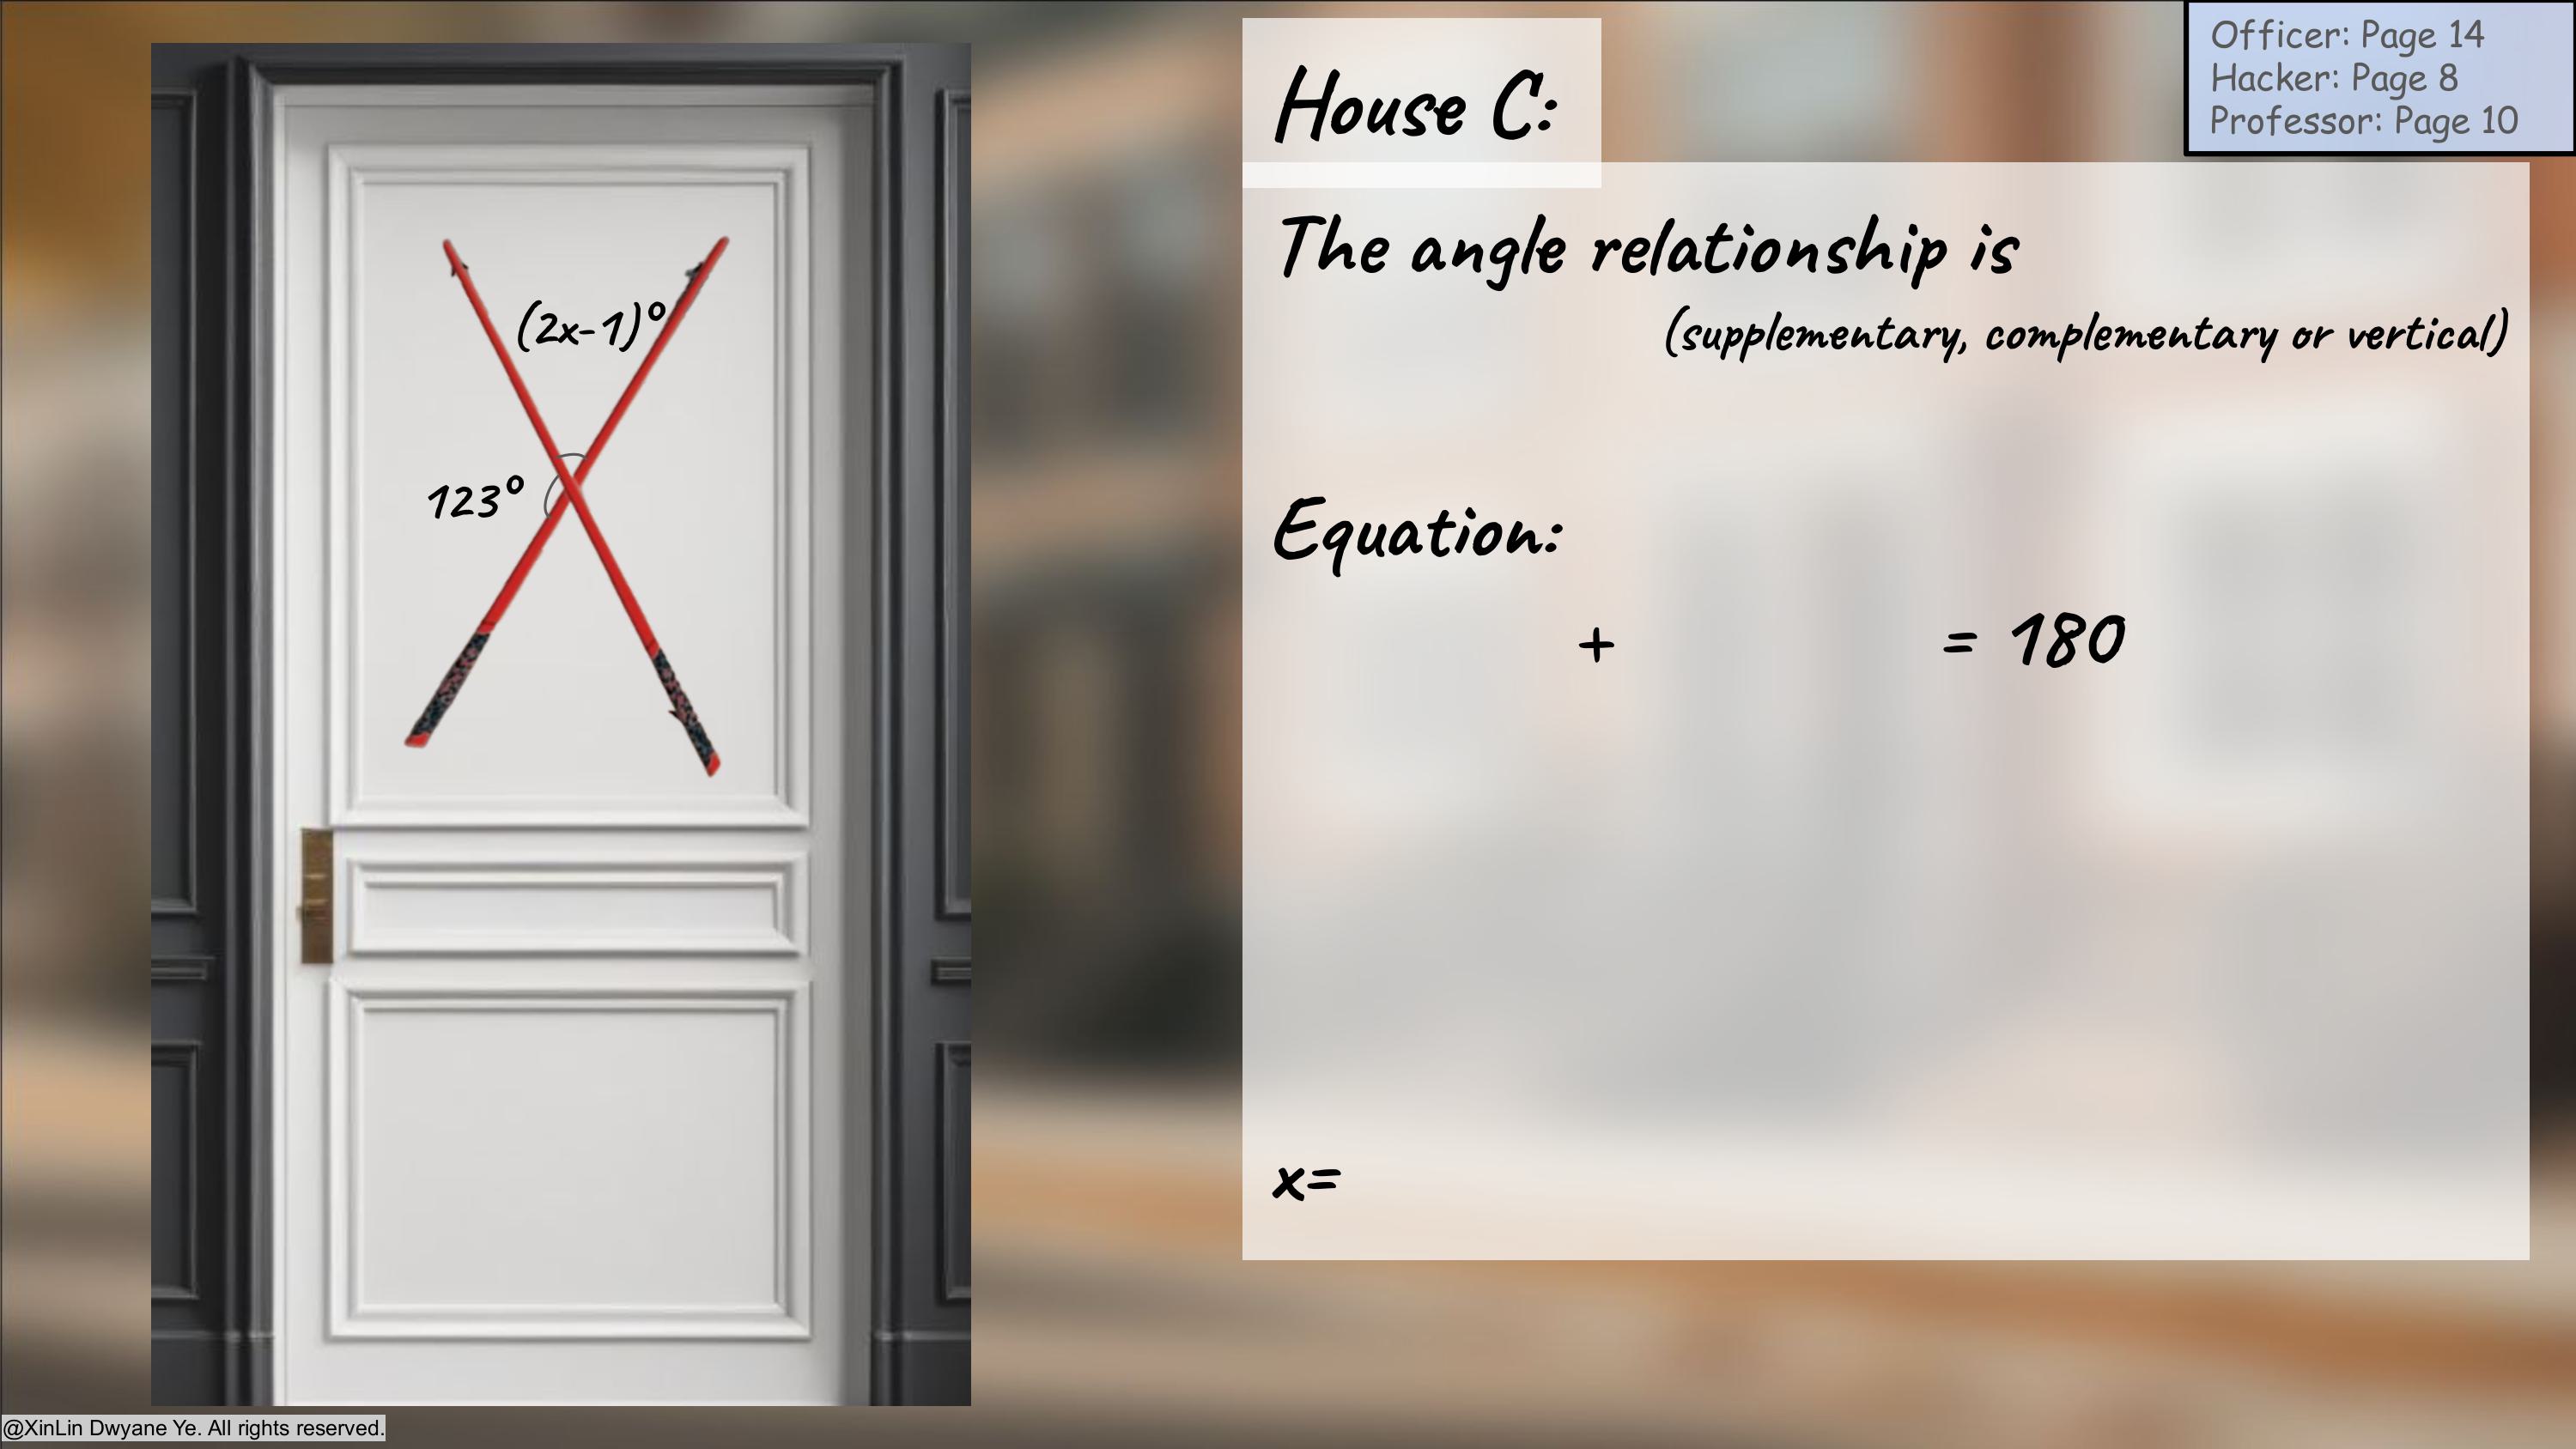 Officer: Page 14
Hacker: Page 8
Professor: Page 10
House C:
The angle relationship is
(supplementary, complementary or vertical)
(2x-1)°
123°
Equation:
+ = 180
x=
@XinLin Dwyane Ye. All rights reserved.